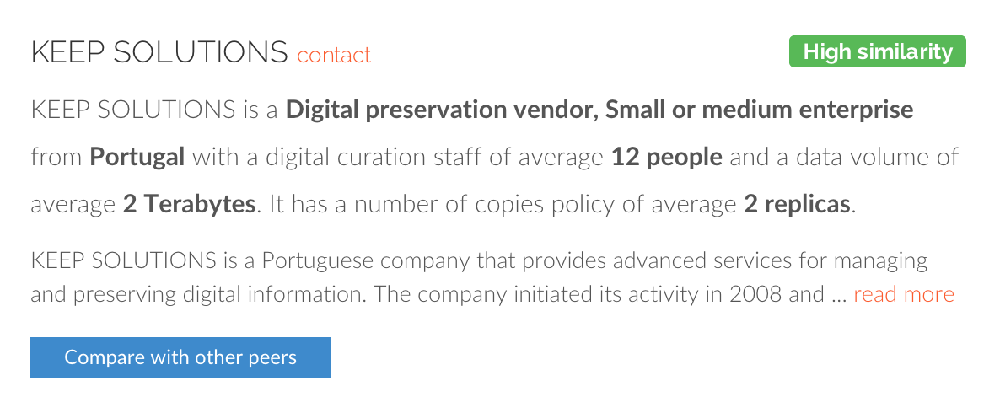 KEEP SOLUTIONS contact
High similarity
KEEP SOLUTIONS is a Digital preservation vendor, Small or medium enterprise
from Portugal with a digital curation staff of average 12 people and a data volume of
average 2 Terabytes. It has a number of copies policy of average 2 replicas.
KEEP SOLUTIONS is a Portuguese company that provides advanced services for managing
and preserving digital information. The company initiated its activity in 2008 and ... read more
Compare with other peers